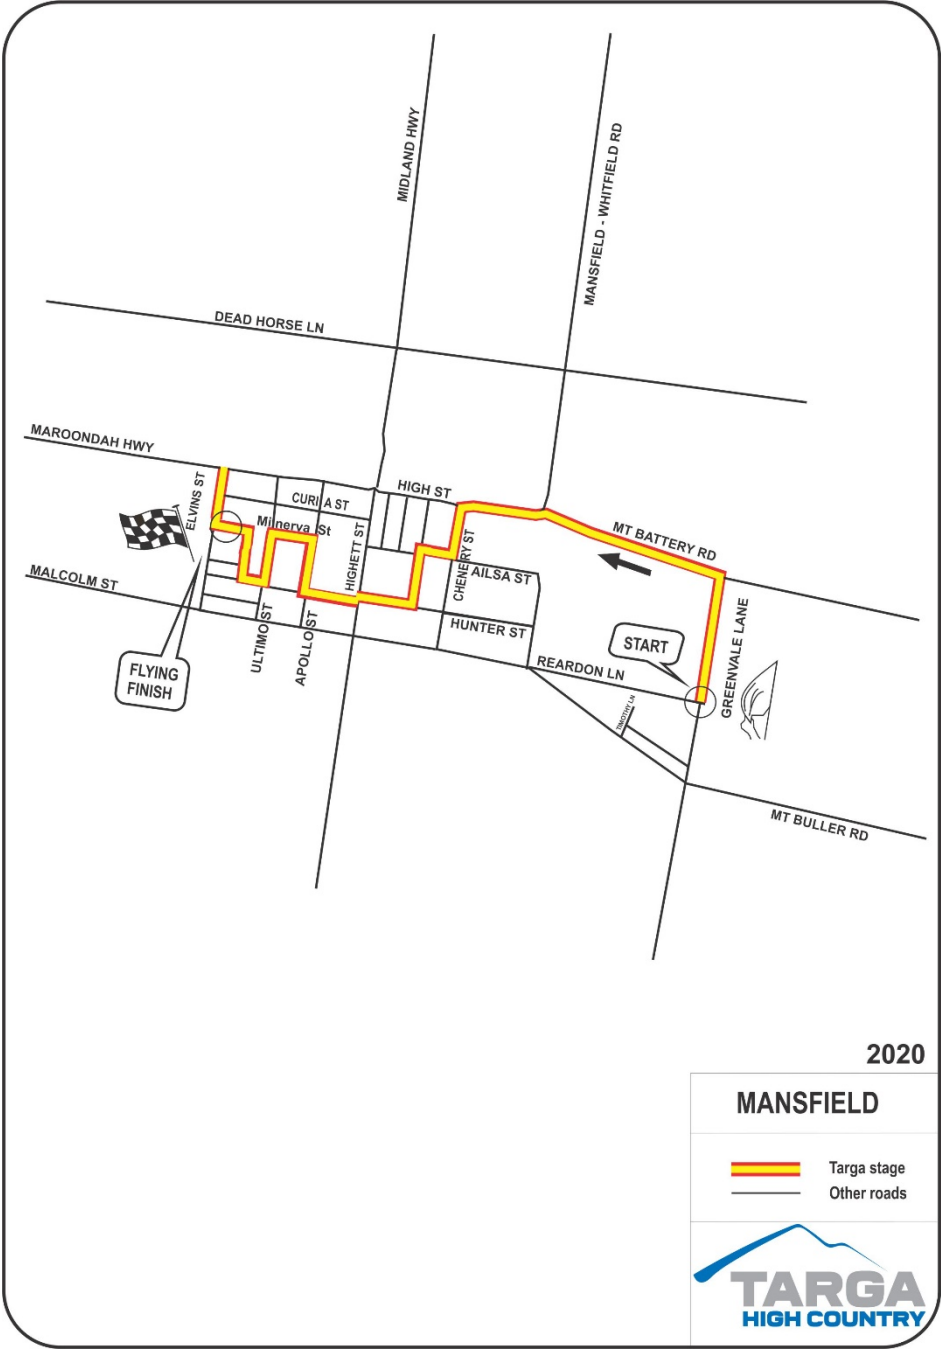 MIDLAND HWY
MANSFIELD - WHITFIELD RD
DEAD HORSE LN
MAROONDAH HWY
ELVINS ST
CURIA ST
HIGH ST
Minerva St
HIGHETT ST
CHENERY ST
MT BATTERY RD
MALCOLM ST
AILSA ST
ULTIMO ST
APOLLO ST
HUNTER ST
START
GREENVALE LANE
REARDON LN
FLYING
FINISH
TIMOTHY LN
MT BULLER RD
2020
MANSFIELD
Targa stage
Other roads
TARGA
HIGH COUNTRY